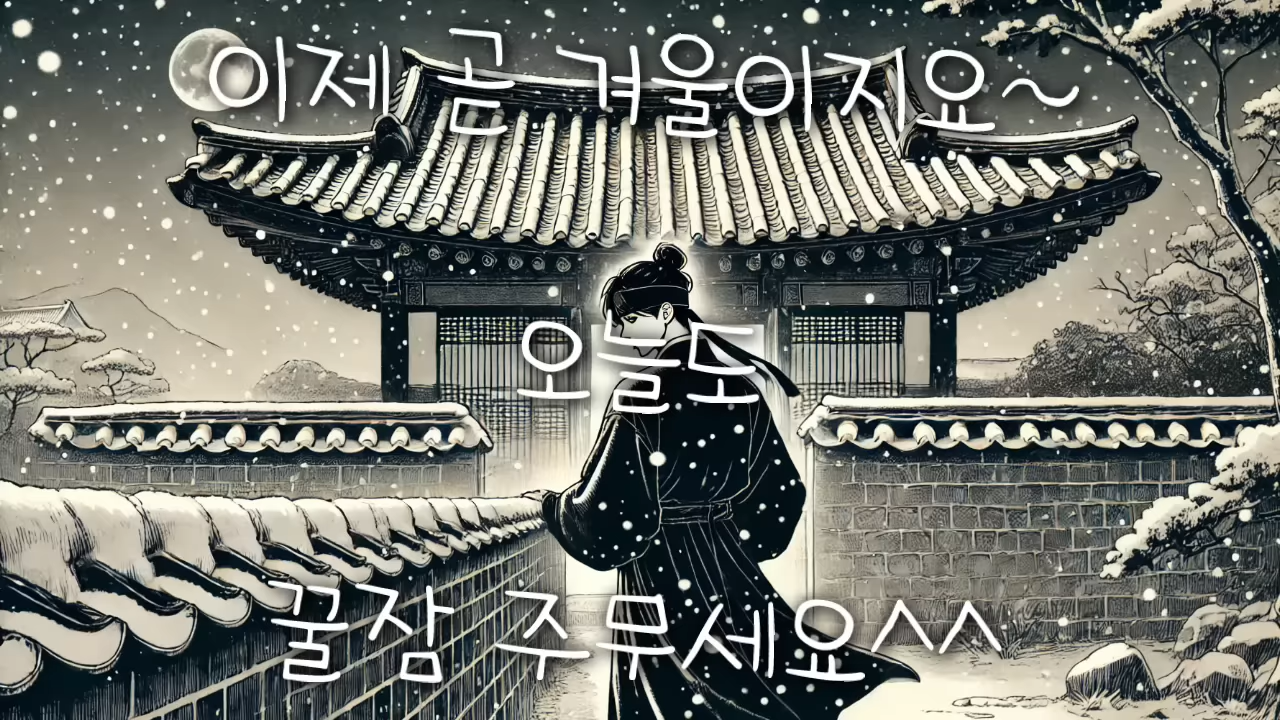 이제 곧 겨울이지요~
오늘도
꿀잠 주무세요^^